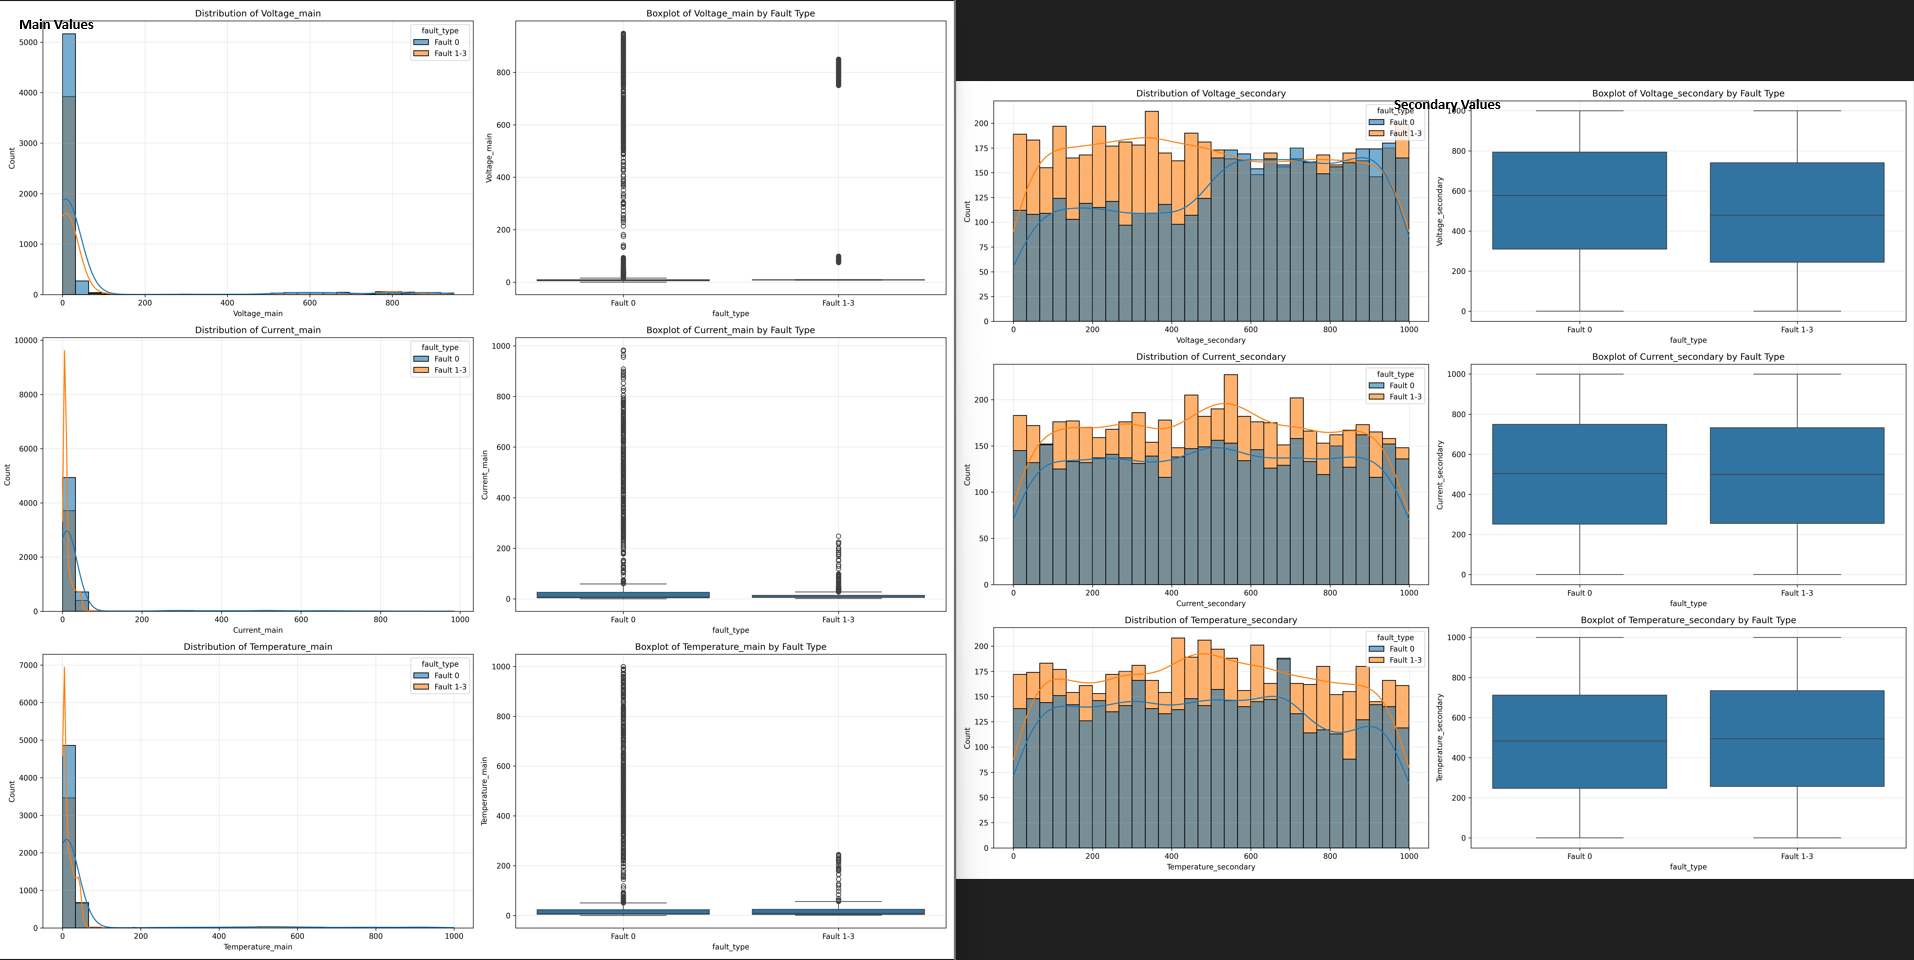 Main Values
Distribution of Voltage_main
fault_type
Fault 0
Fault 1-3
Count
5000
4000
3000
2000
1000
0
0 200 400 600 800
Voltage_main
Boxplot of Voltage_main by Fault Type
Voltage_main
800
600
400
200
0
Fault 0 Fault 1-3
fault_type
Distribution of Current_main
fault_type
Fault 0
Fault 1-3
Count
10000
8000
6000
4000
2000
0
0 200 400 600 800 1000
Current_main
Boxplot of Current_main by Fault Type
Current_main
1000
800
600
400
200
0
Fault 0 Fault 1-3
fault_type
Distribution of Temperature_main
fault_type
Fault 0
Fault 1-3
Count
7000
6000
5000
4000
3000
2000
1000
0
0 200 400 600 800 1000
Temperature_main
Boxplot of Temperature_main by Fault Type
Temperature_main
1000
800
600
400
200
0
Fault 0 Fault 1-3
fault_type
Secondary Values
Distribution of Voltage_secondary
fault_type
Fault 0
Fault 1-3
Count
200
175
150
125
100
75
50
25
0
0 200 400 600 800 1000
Voltage_secondary
Boxplot of Voltage_secondary by Fault Type
Voltage_secondary
800
600
400
200
0
Fault 0 Fault 1-3
fault_type
Distribution of Current_secondary
fault_type
Fault 0
Fault 1-3
Count
200
150
100
50
0
0 200 400 600 800 1000
Current_secondary
Boxplot of Current_secondary by Fault Type
Current_secondary
1000
800
600
400
200
0
Fault 0 Fault 1-3
fault_type
Distribution of Temperature_secondary
fault_type
Fault 0
Fault 1-3
Count
200
175
150
125
100
75
50
25
0
0 200 400 600 800 1000
Temperature_secondary
Boxplot of Temperature_secondary by Fault Type
Temperature_secondary
1000
800
600
400
200
0
Fault 0 Fault 1-3
fault_type